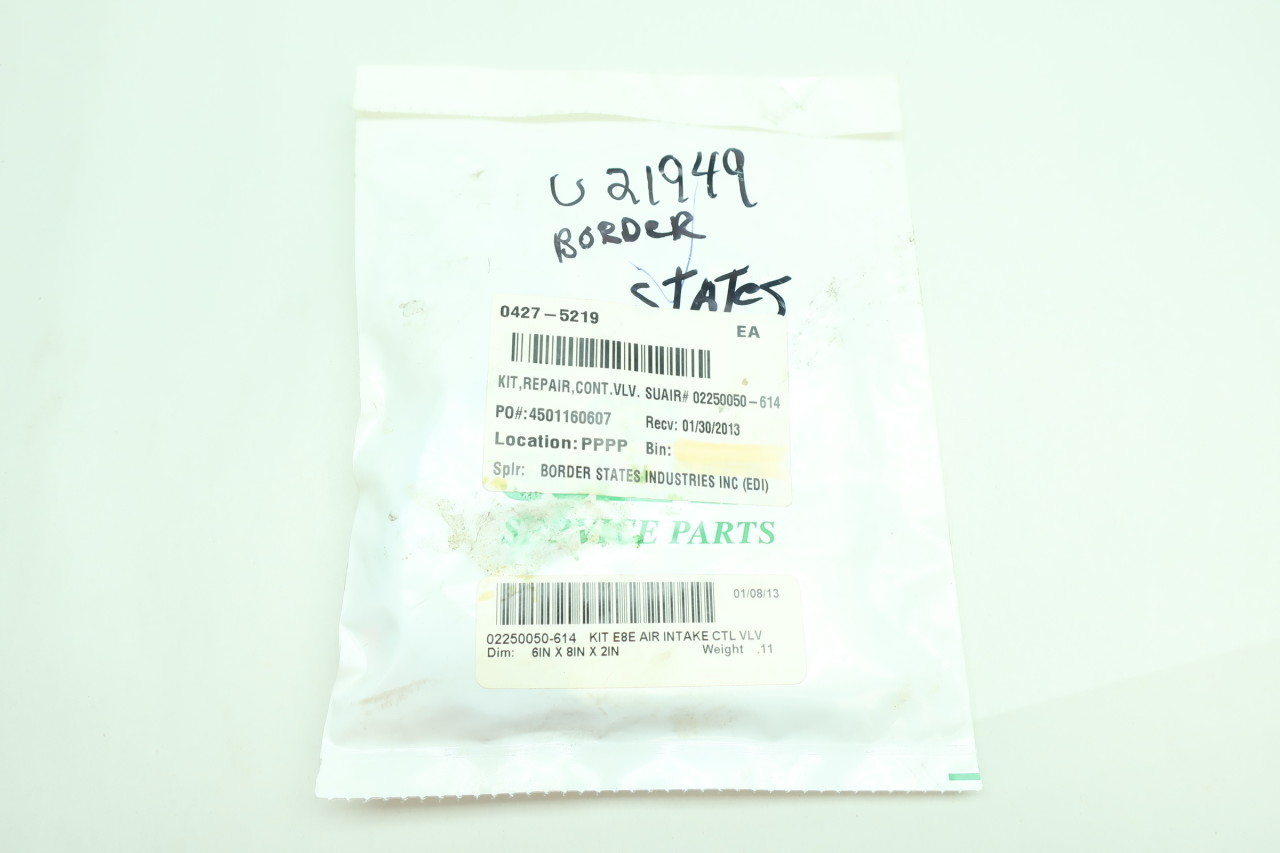 U 21949
BORDER
STATES
0427-5219
EA
KIT,REPAIR,CONT.VLV. SUAIR# 02250050-614
PO#:4501160607 Recv: 01/30/2013
Location: PPPP Bin:
Splr: BORDER STATES INDUSTRIES INC (EDI)
SERVICE PARTS
01/08/13
02250050-614 KIT E8E AIR INTAKE CTL VLV
Dim: 6IN X 8IN X 2IN Weight .11